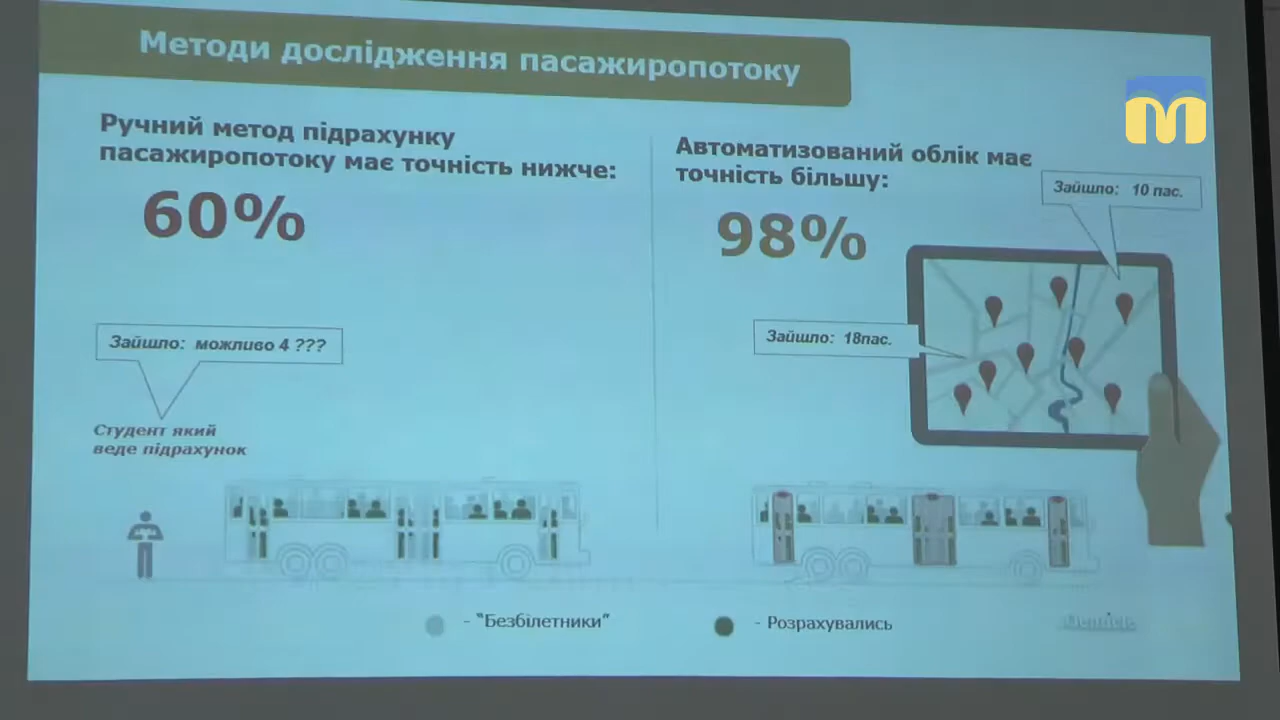 Методи дослідження пасажиропотоку
Ручний метод підрахунку
пасажиропотоку має точність нижче:
60%
Автоматизований облік має
точність більшу:
98%
Зайшло: 10 пас.
Зайшло: 18пас.
Зайшло: можливо 4 ???
Студент який
веде підрахунок
- "Безбілетники"
- Розрахувались